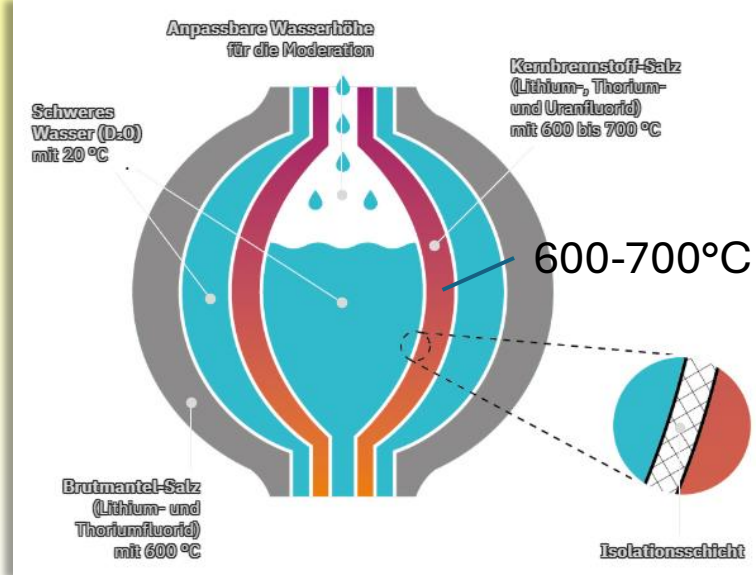 Anpassbare Wasserhöhe
für die Moderation
Kernbrennstoff-Salz
(Lithium-, Thorium-
und Uranfluorid)
mit 600 bis 700 °C
Schweres
Wasser (D₂O)
mit 20 °C
600-700°C
Brutmantel-Salz
(Lithium- und
Thoriumfluorid)
mit 600 °C
Isolationsschicht